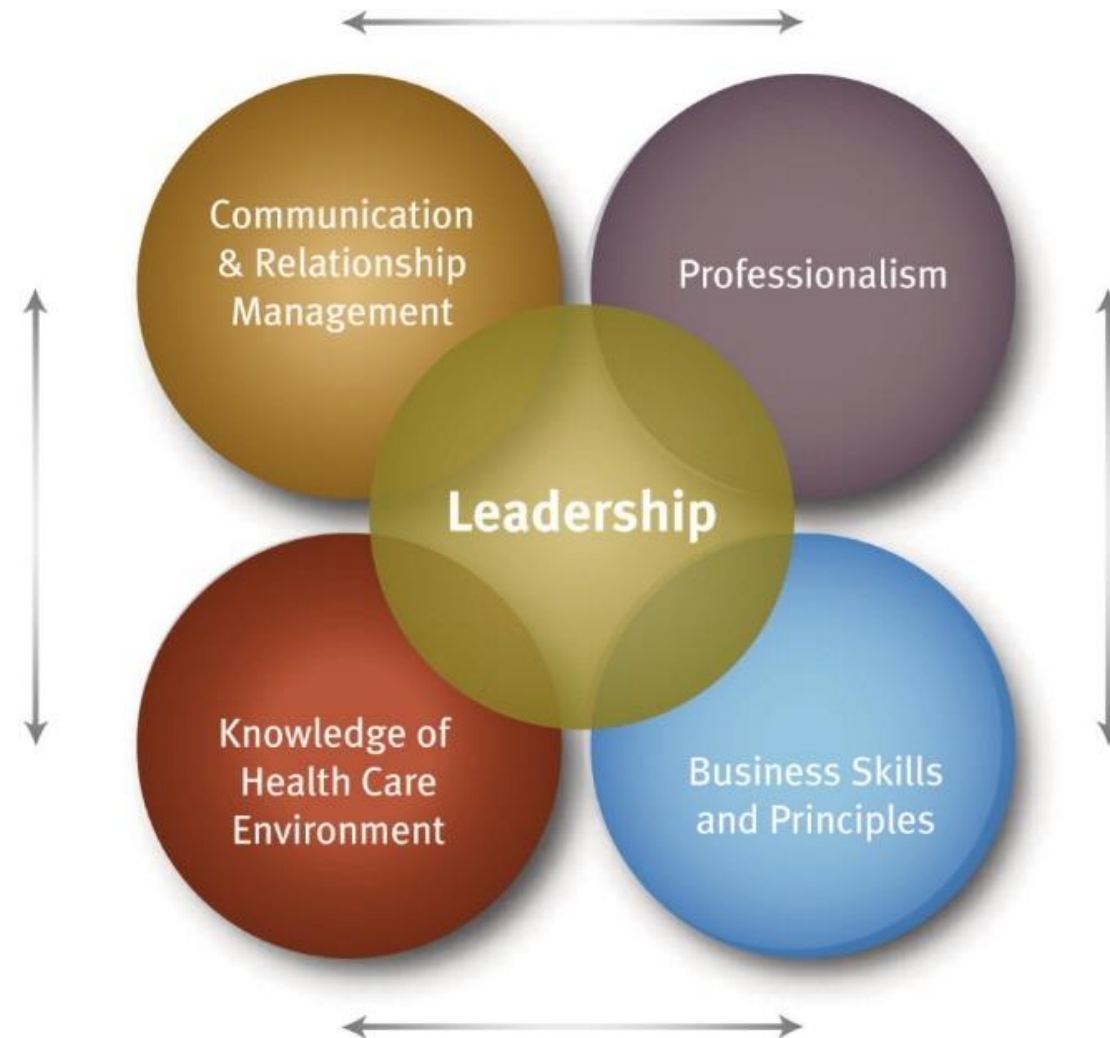 Communication
& Relationship
Management
Professionalism
Leadership
Knowledge of
Health Care
Environment
Business Skills
and Principles